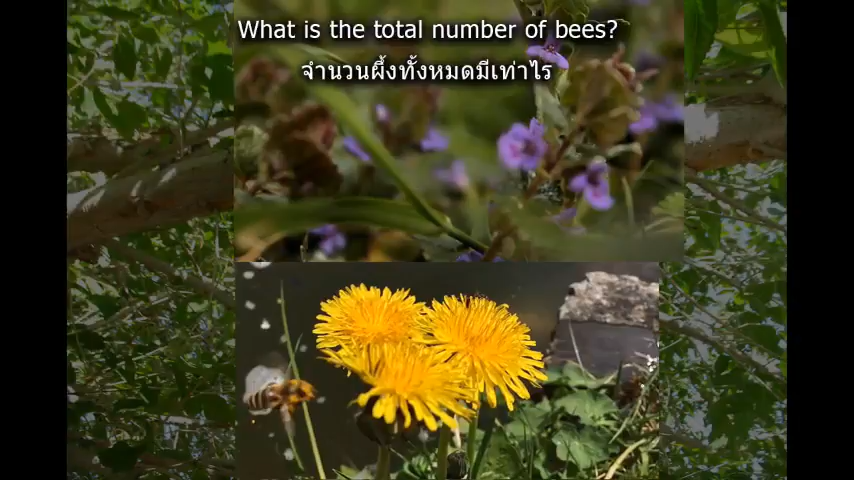 What is the total number of bees?
จำนวนผึ้งทั้งหมดมีเท่าไร